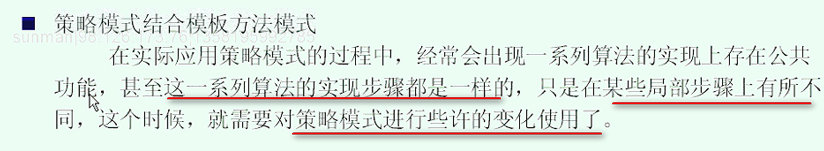 策略模式结合模板方法模式
在实际应用策略模式的过程中，经常会出现一系列算法的实现上存在公共
功能，甚至这一系列算法的实现步骤都是一样的，只是在某些局部步骤上有所不
同，这个时候，就需要对策略模式进行些许的变化使用了。